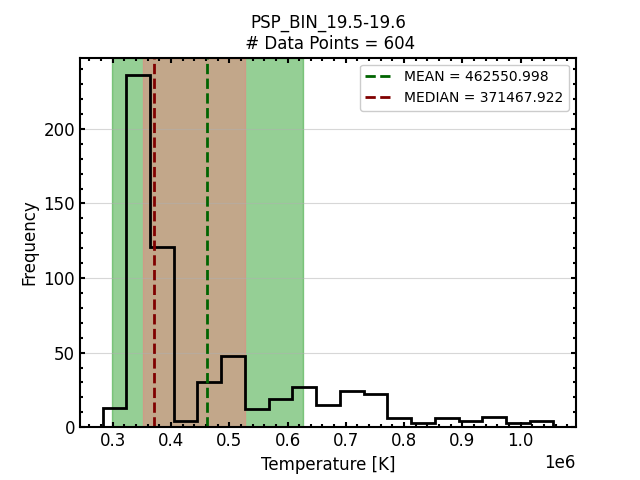 PSP_BIN_19.5-19.6
# Data Points = 604
MEAN = 462550.998
MEDIAN = 371467.922
Frequency
200
150
100
50
0
0.3 0.4 0.5 0.6 0.7 0.8 0.9 1.0
1e6
Temperature [K]